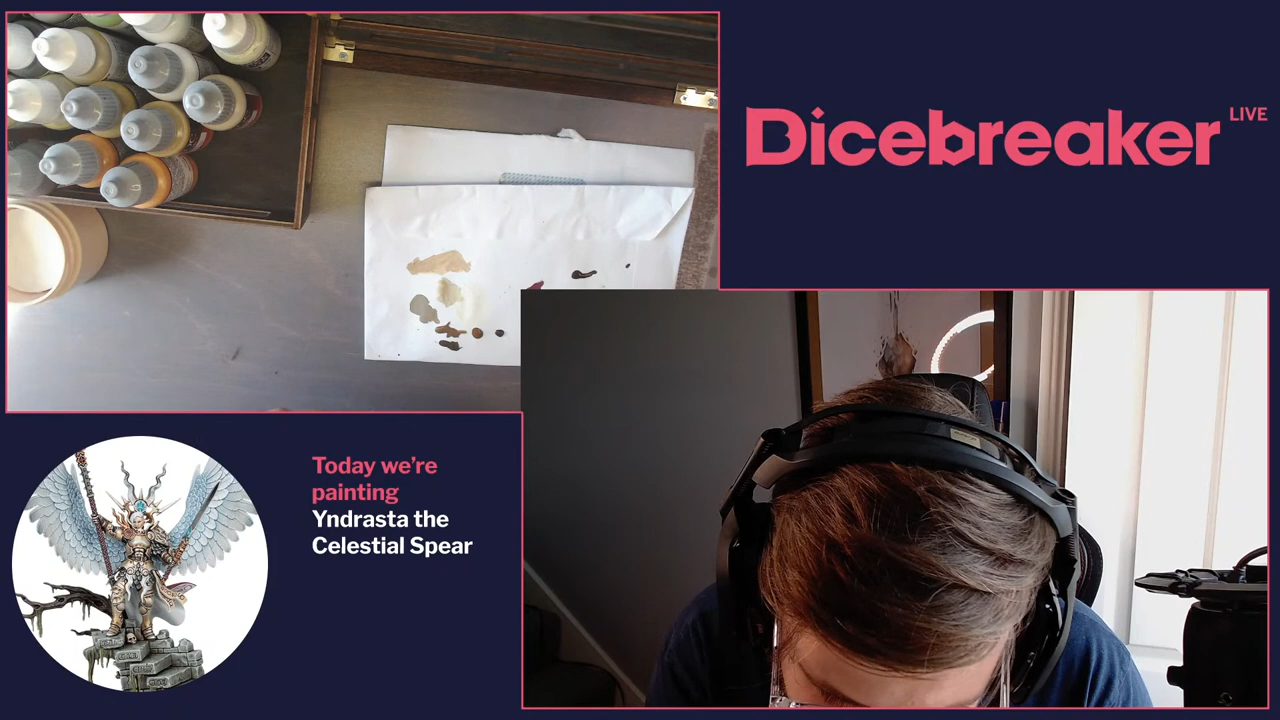 Dicebreaker LIVE
Today we're
painting
Yndrasta the
Celestial Spear